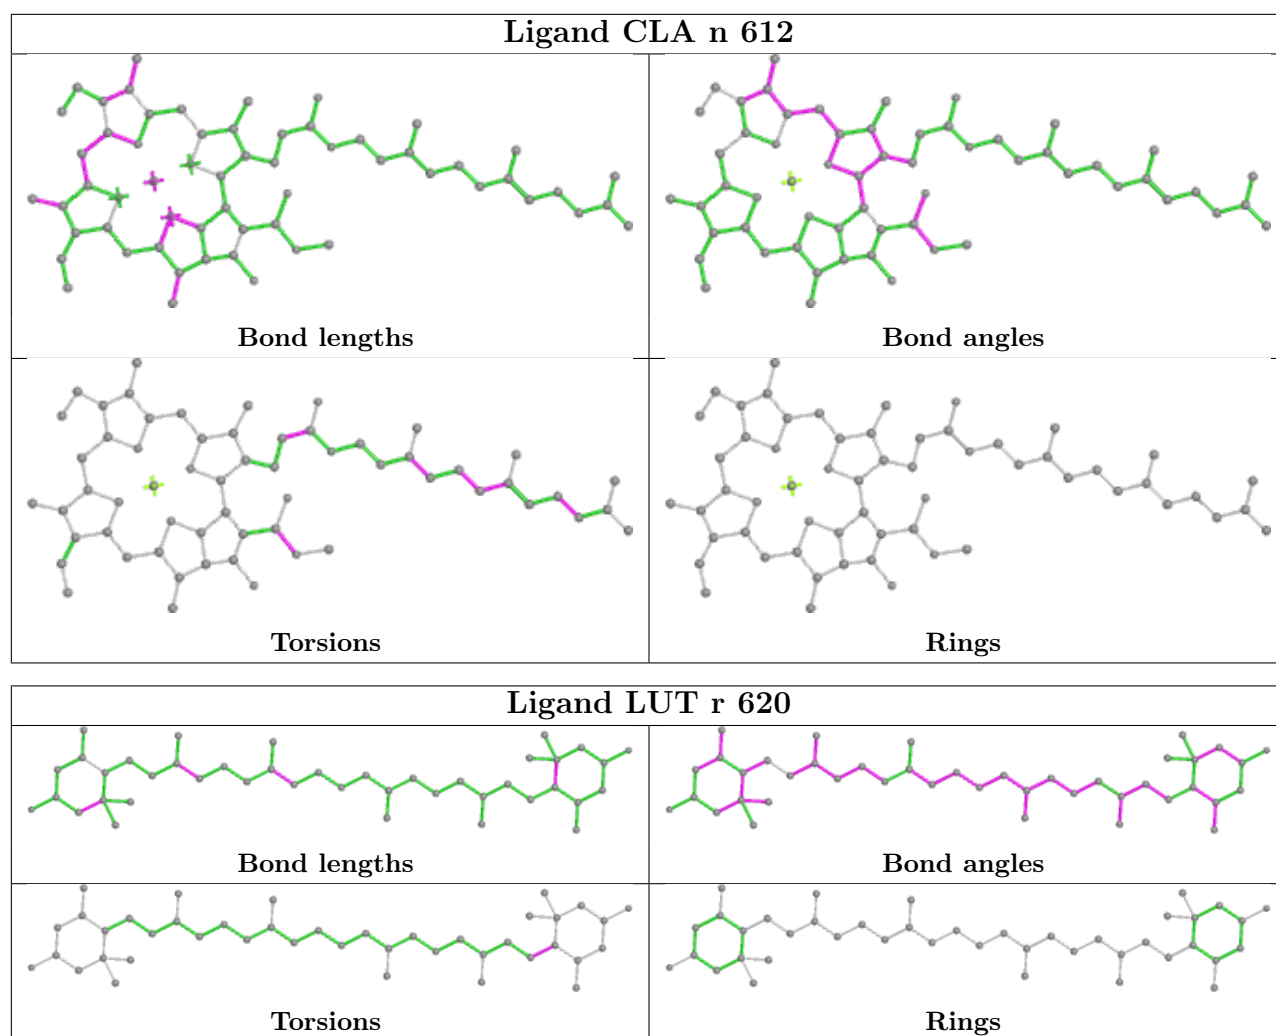 Ligand CLA n 612
Bond lengths
Bond angles
Torsions
Rings
Ligand LUT r 620
Bond lengths
Bond angles
Torsions
Rings